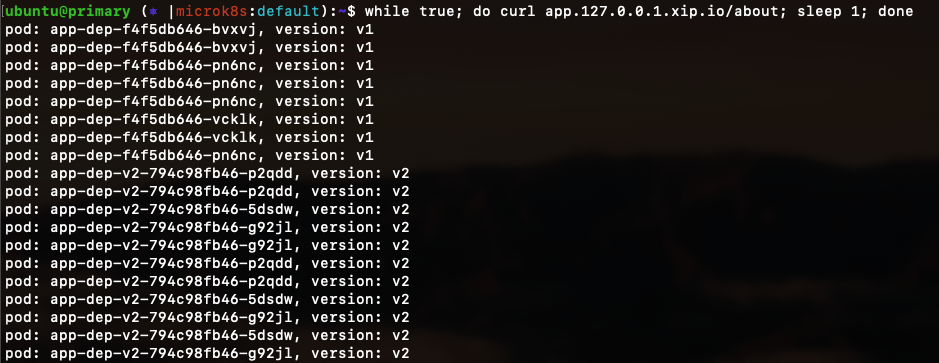 ubuntu@primary (⎈ |microk8s:default):~$ while true; do curl app.127.0.0.1.xip.io/about; sleep 1; done
pod: app-dep-f4f5db646-bvxvj, version: v1
pod: app-dep-f4f5db646-bvxvj, version: v1
pod: app-dep-f4f5db646-pn6nc, version: v1
pod: app-dep-f4f5db646-pn6nc, version: v1
pod: app-dep-f4f5db646-pn6nc, version: v1
pod: app-dep-f4f5db646-vcklk, version: v1
pod: app-dep-f4f5db646-vcklk, version: v1
pod: app-dep-f4f5db646-pn6nc, version: v1
pod: app-dep-v2-794c98fb46-p2qdd, version: v2
pod: app-dep-v2-794c98fb46-p2qdd, version: v2
pod: app-dep-v2-794c98fb46-5dsdw, version: v2
pod: app-dep-v2-794c98fb46-g92jl, version: v2
pod: app-dep-v2-794c98fb46-g92jl, version: v2
pod: app-dep-v2-794c98fb46-p2qdd, version: v2
pod: app-dep-v2-794c98fb46-p2qdd, version: v2
pod: app-dep-v2-794c98fb46-5dsdw, version: v2
pod: app-dep-v2-794c98fb46-g92jl, version: v2
pod: app-dep-v2-794c98fb46-5dsdw, version: v2
pod: app-dep-v2-794c98fb46-g92jl, version: v2